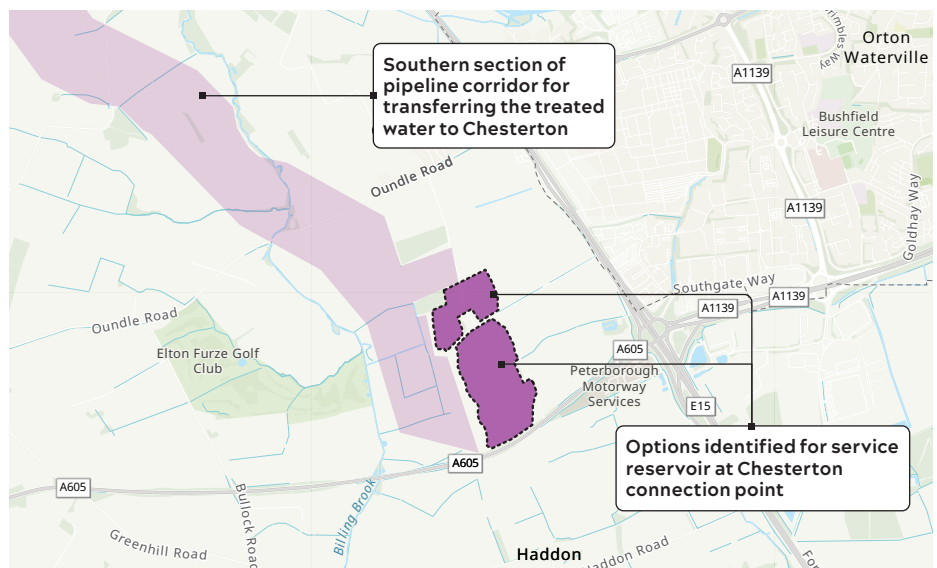 Orton
Waterville
A1139
Southern section of
pipeline corridor for
transferring the treated
water to Chesterton
Bushfield
Leisure Centre
Oundle Road
A1139
Goldhay Way
Southgate Way
A1139
A1139
Oundle Road
Elton Furze Golf
Club
A605
Peterborough
Motorway
Services
E15
Options identified for service
reservoir at Chesterton
connection point
A605
A605
Bullock Road
Billing Brook
Greenhill Road
Haddon
Haddon Road